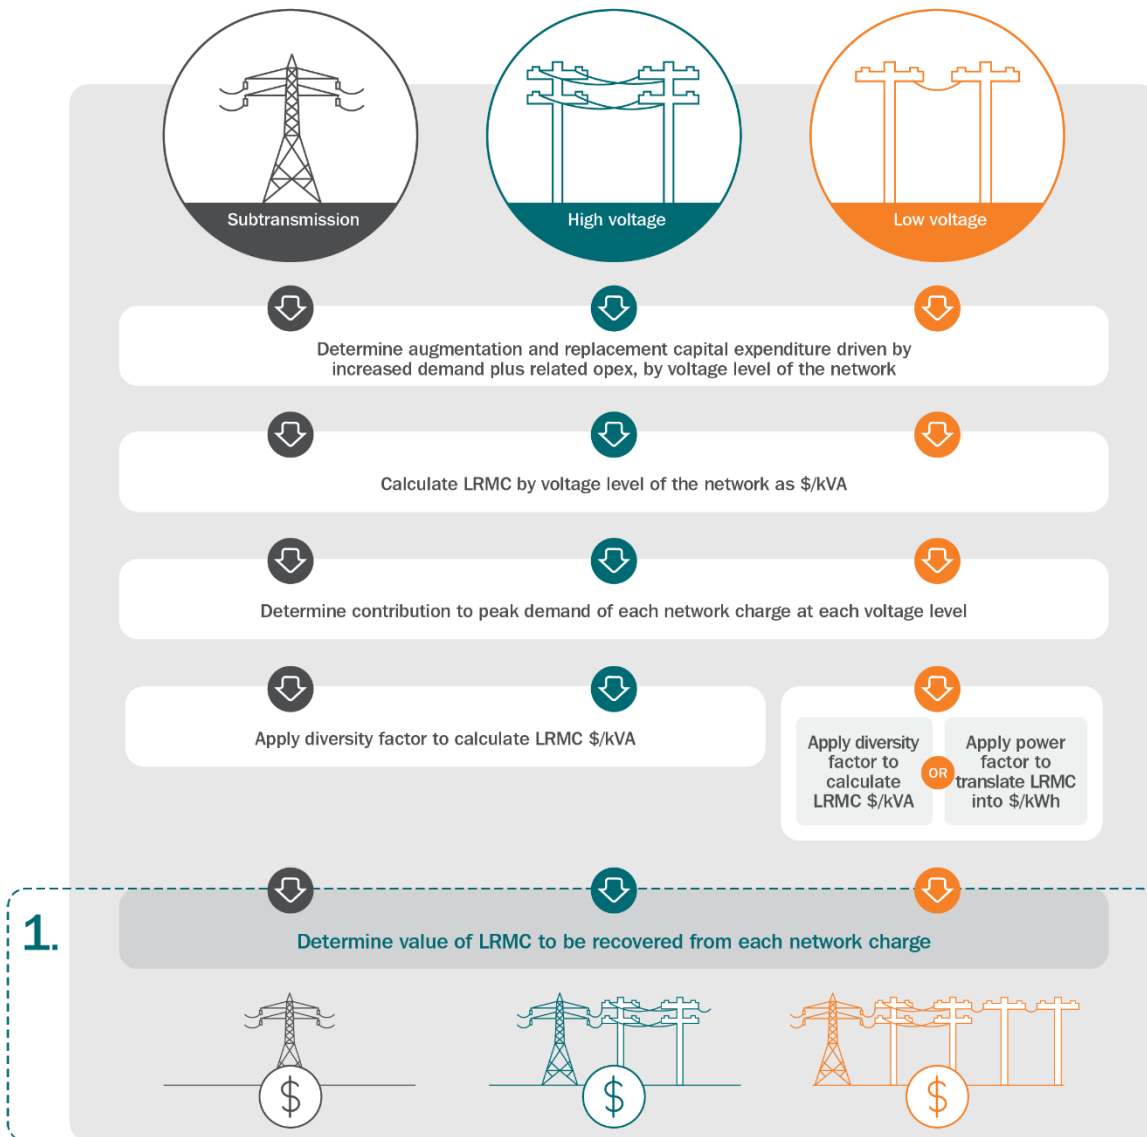 Subtransmission
High voltage
Low voltage
Determine augmentation and replacement capital expenditure driven by
increased demand plus related opex, by voltage level of the network
Calculate LRMC by voltage level of the network as $/kVA
Determine contribution to peak demand of each network charge at each voltage level
Apply diversity factor to calculate LRMC $/kVA
Apply diversity
factor to
calculate
LRMC $/kVA
OR
Apply power
factor to
translate LRMC
into $/kWh
1.
Determine value of LRMC to be recovered from each network charge
$
$
$